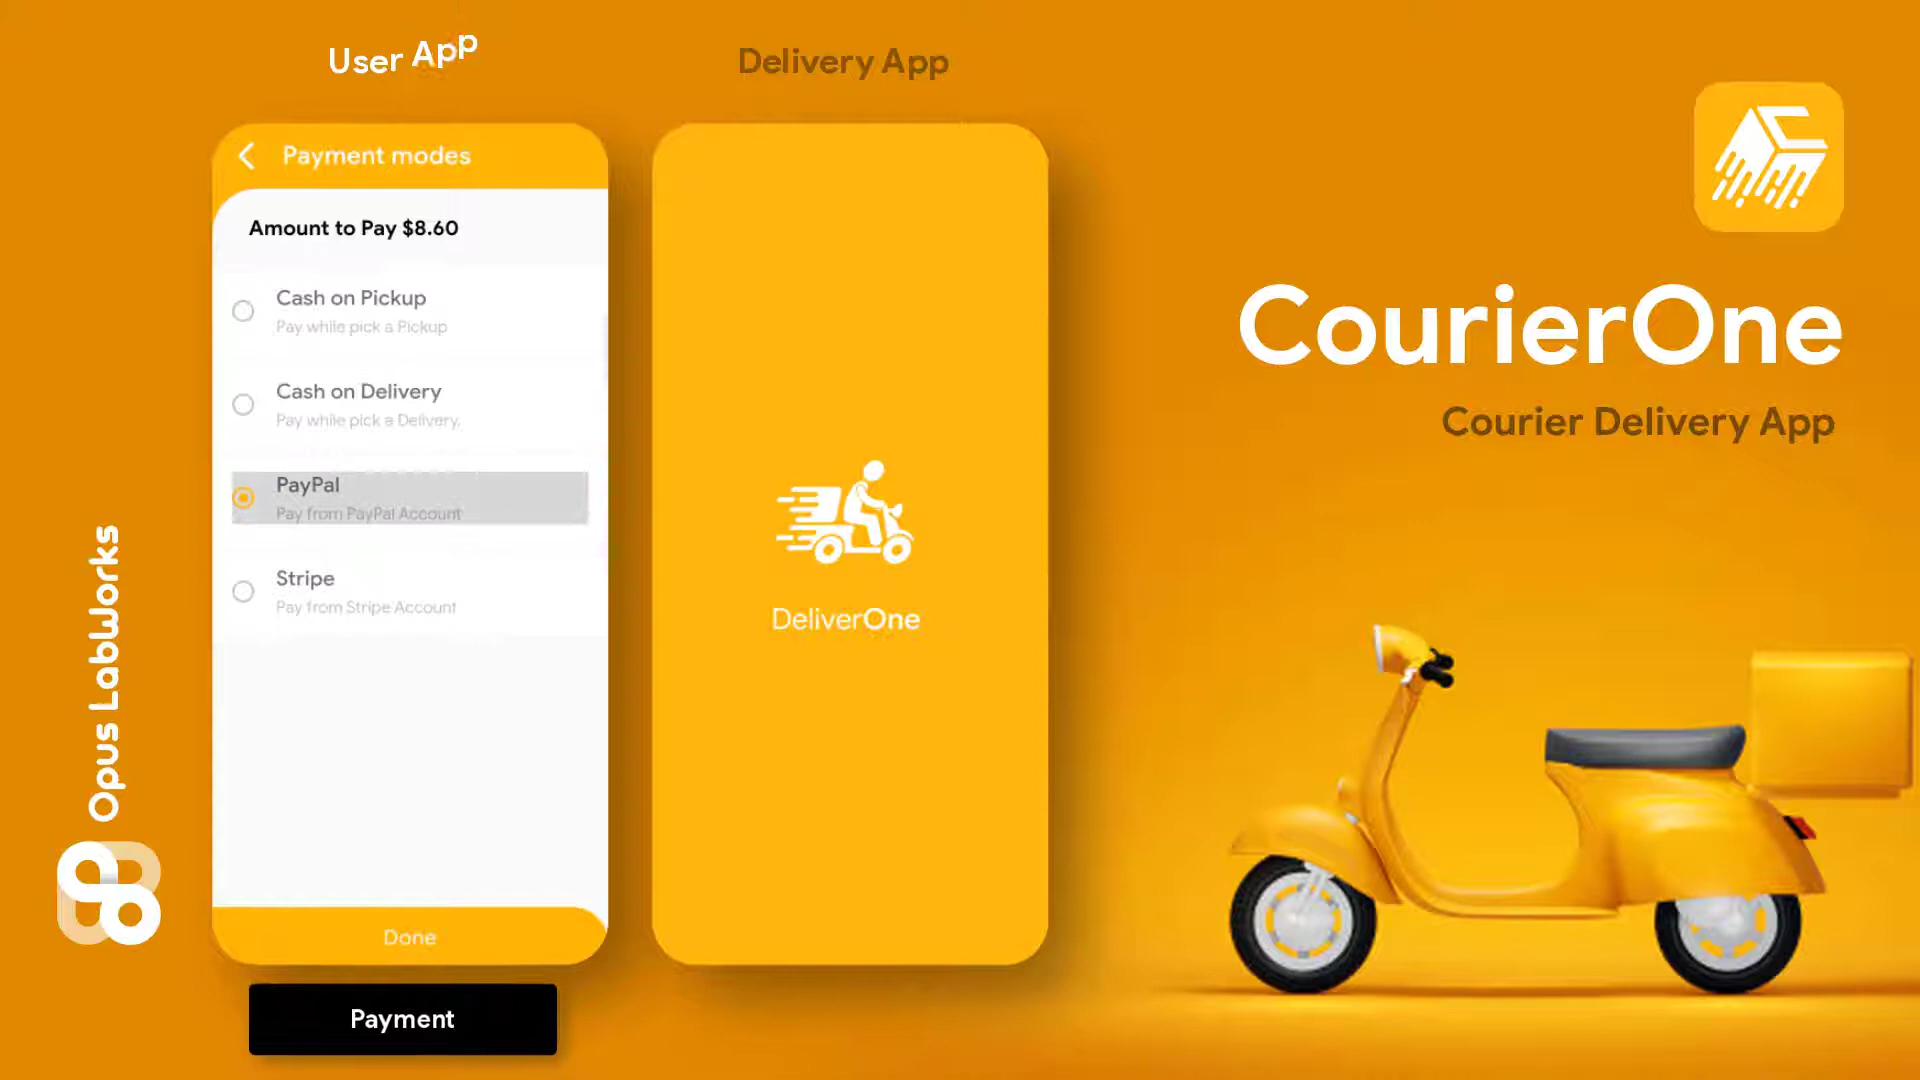 User App
Delivery App
Payment modes
Amount to Pay $8.60
Cash on Pickup
Pay while pick a Pickup
Cash on Delivery
Pay while pick a Delivery.
PayPal
Pay from PayPal Account
Stripe
Pay from Stripe Account
Done
Payment
DeliverOne
CourierOne
Courier Delivery App
Opus LabWorks